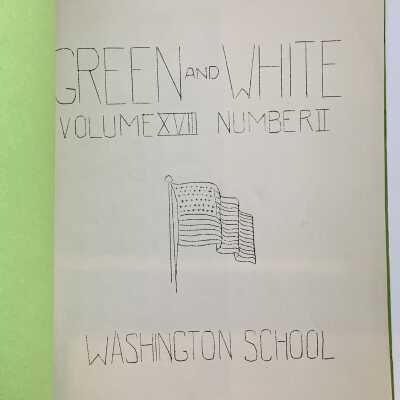 GREEN AND WHITE
VOLUME XVIII NUMBER II
WASHINGTON SCHOOL